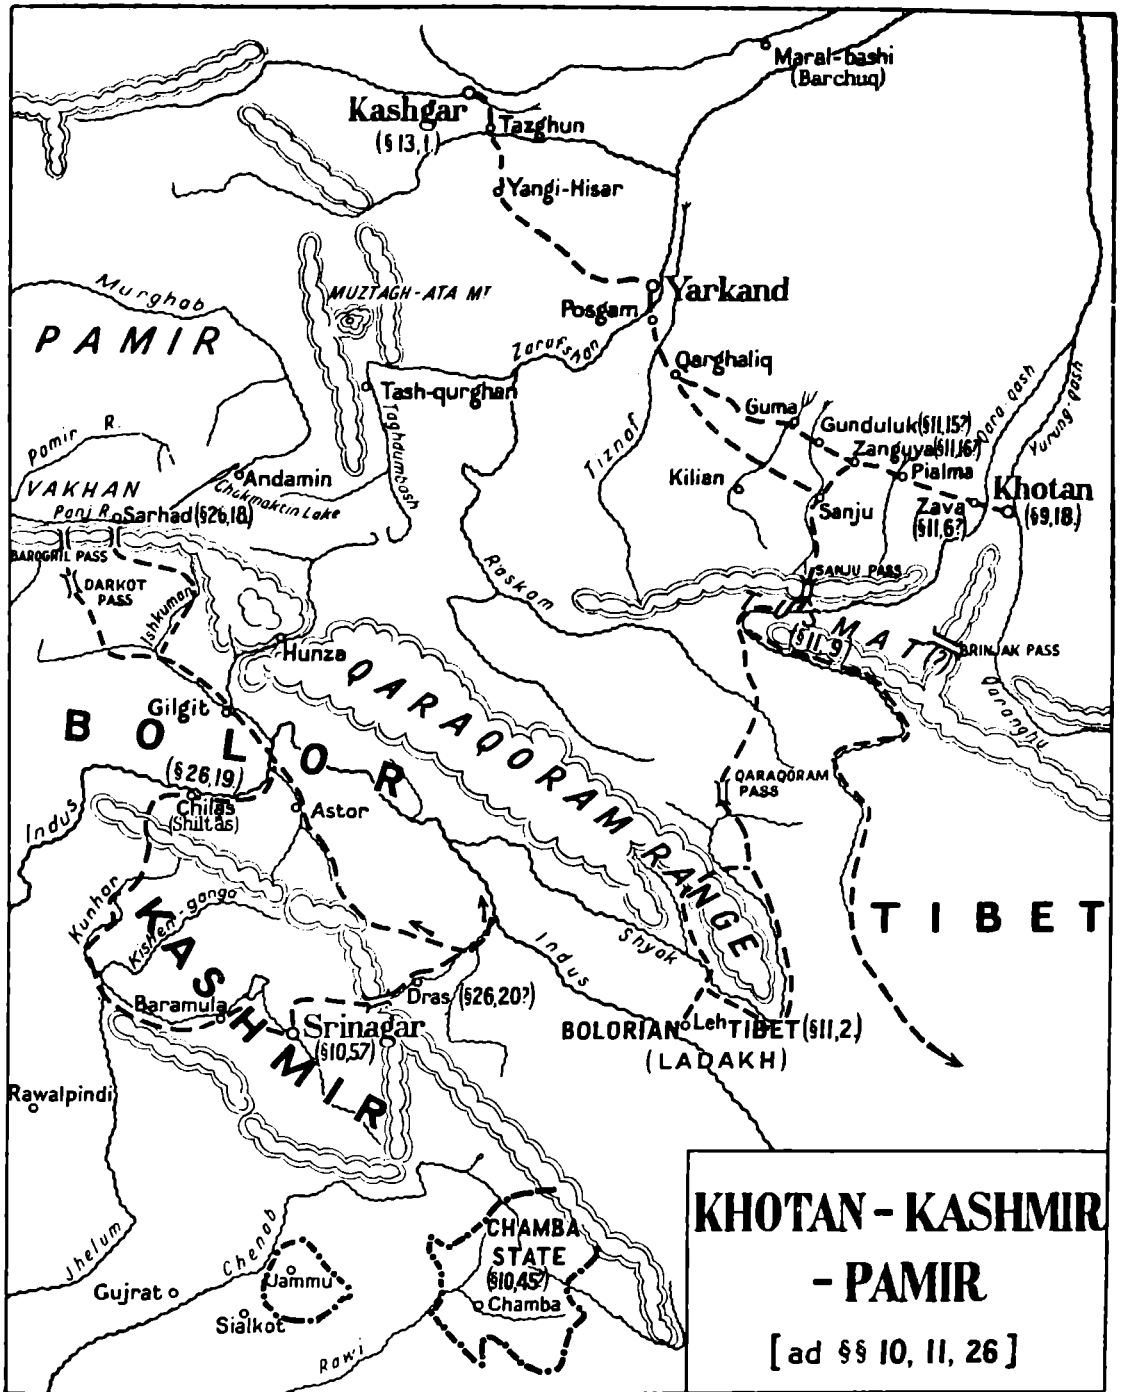 Maral-bashi
(Barchuq)
Kashgar
(§ 13, 1.)
Tazghun
Yangi-Hisar
Murghab
MUZTAGH-ATA Mᵀ
Yarkand
Posgam
PAMIR
Zarafshan
Tash-qurghan
Qarghaliq
Taghdumbash
Guma
Gunduluk (§11,15?)
Zanguya (§11,16?)
Qara-qash
Yurung-qash
Pamir R.
Tiznaf
Pialma
Kilian
Andamin
Chakmaktin Lake
VAKHAN
Panj R.
Sarhad (§26,18.)
Sanju
Zava
(§11,6?)
Khotan
(§9,18.)
BAROGHIL PASS
DARKOT
PASS
Ishkuman
Raskam
SANJU PASS
TUSMAT (?)
(§11,9)
BRINJAK PASS
Hunza
QARAQORAM RANGE
Qaranghu
Gilgit
BOLOR
(§26,19.)
QARAQORAM
PASS
Indus
Chilas
(Shiltas)
Astor
Kunhar
Kishen-ganga
KASHMIR
TIBET
Indus
Shyok
Dras (§26,20?)
Baramula
Srinagar
(§10,57)
BOLORIAN TIBET (§11,2.)
Leh
(LADAKH)
Rawalpindi
Jhelum
Chenab
CHAMBA
STATE
(§10,45?)
Chamba
Jammu
Gujrat
Sialkot
Rawi
KHOTAN - KASHMIR
- PAMIR
[ad §§ 10, 11, 26]